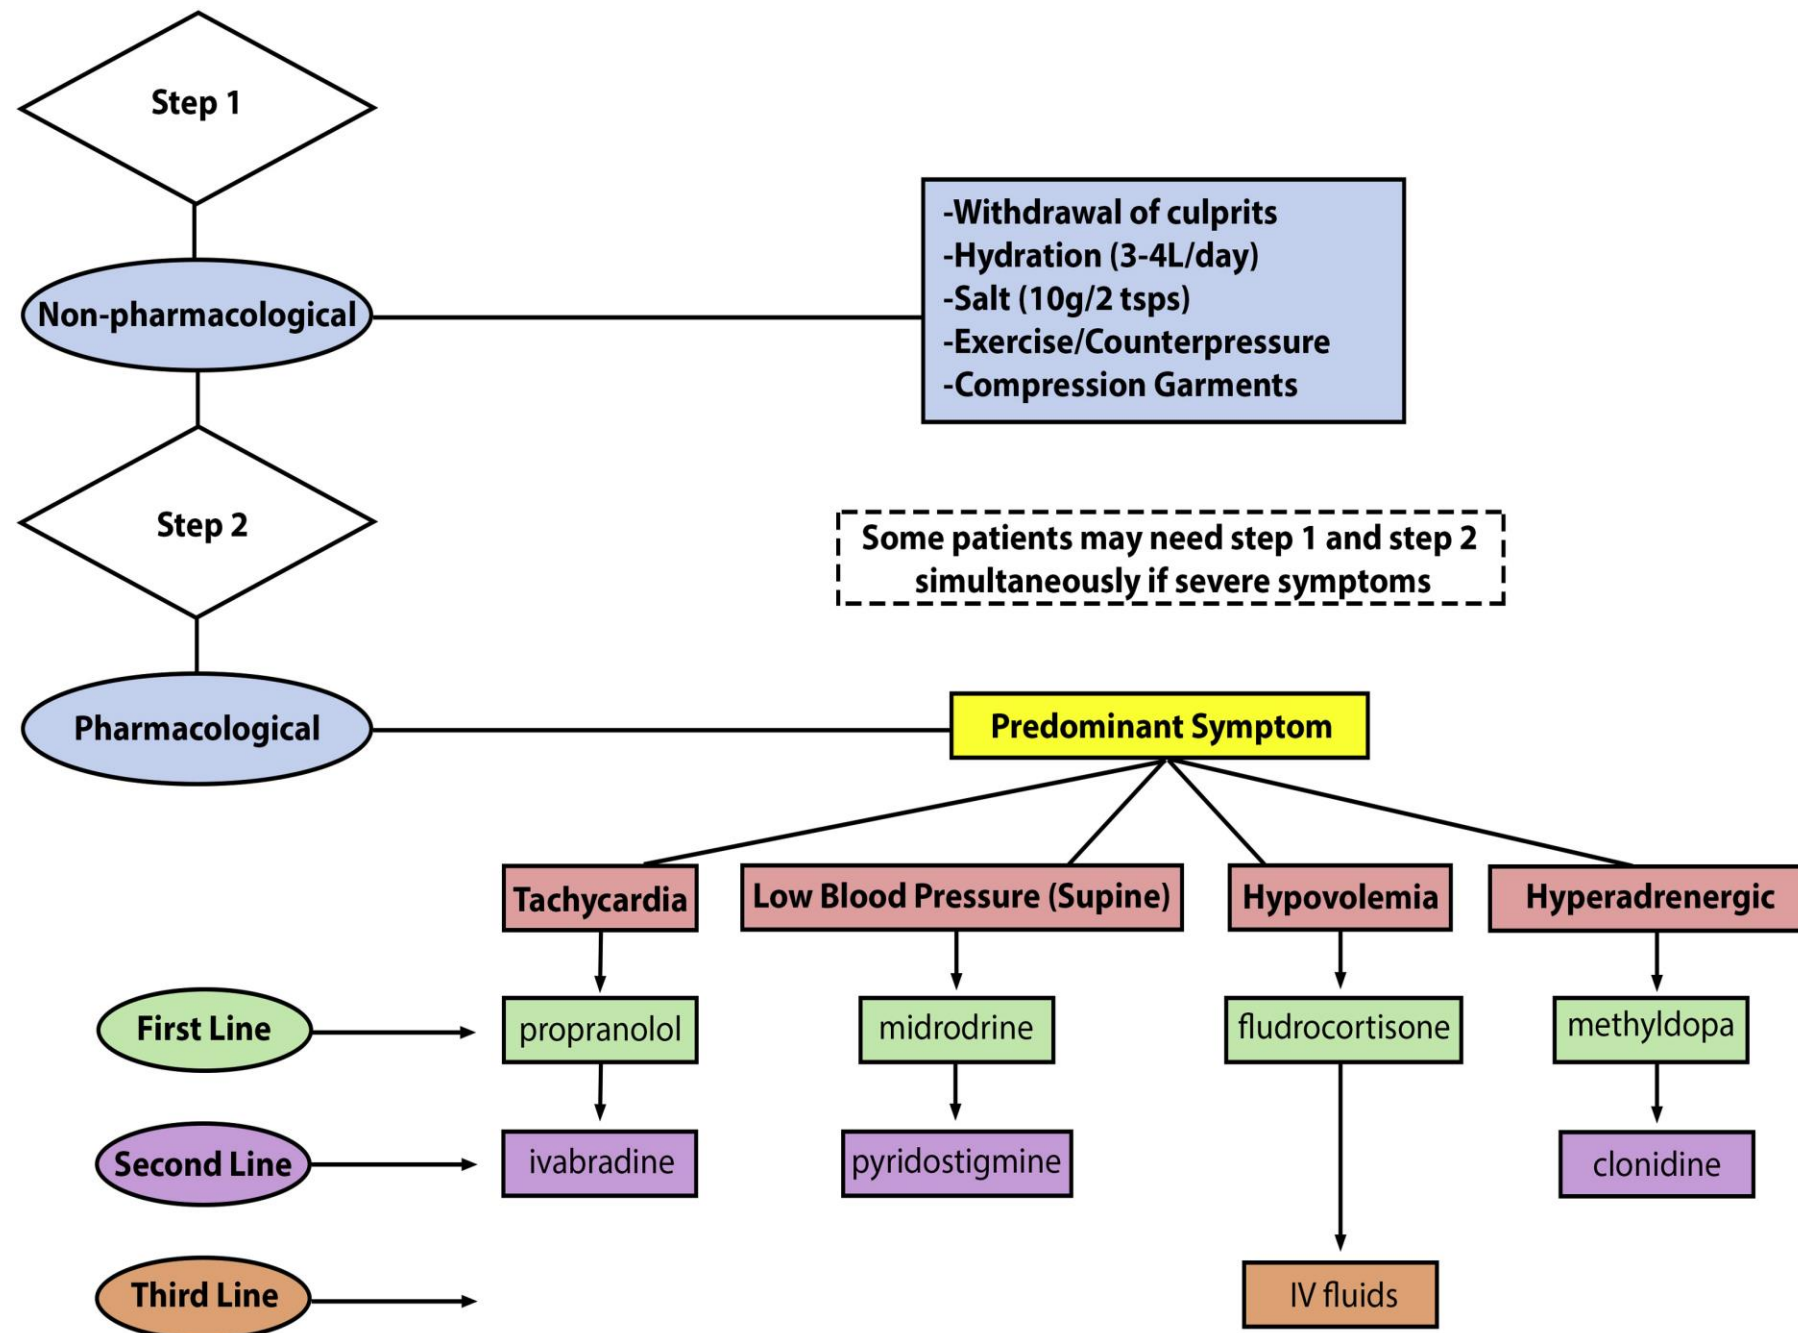 Step 1
Non-pharmacological
-Withdrawal of culprits
-Hydration (3-4L/day)
-Salt (10g/2 tsps)
-Exercise/Counterpressure
-Compression Garments
Step 2
Some patients may need step 1 and step 2
simultaneously if severe symptoms
Pharmacological
Predominant Symptom
Tachycardia
Low Blood Pressure (Supine)
Hypovolemia
Hyperadrenergic
First Line
propranolol
midrodrine
fludrocortisone
methyldopa
Second Line
ivabradine
pyridostigmine
clonidine
Third Line
IV fluids